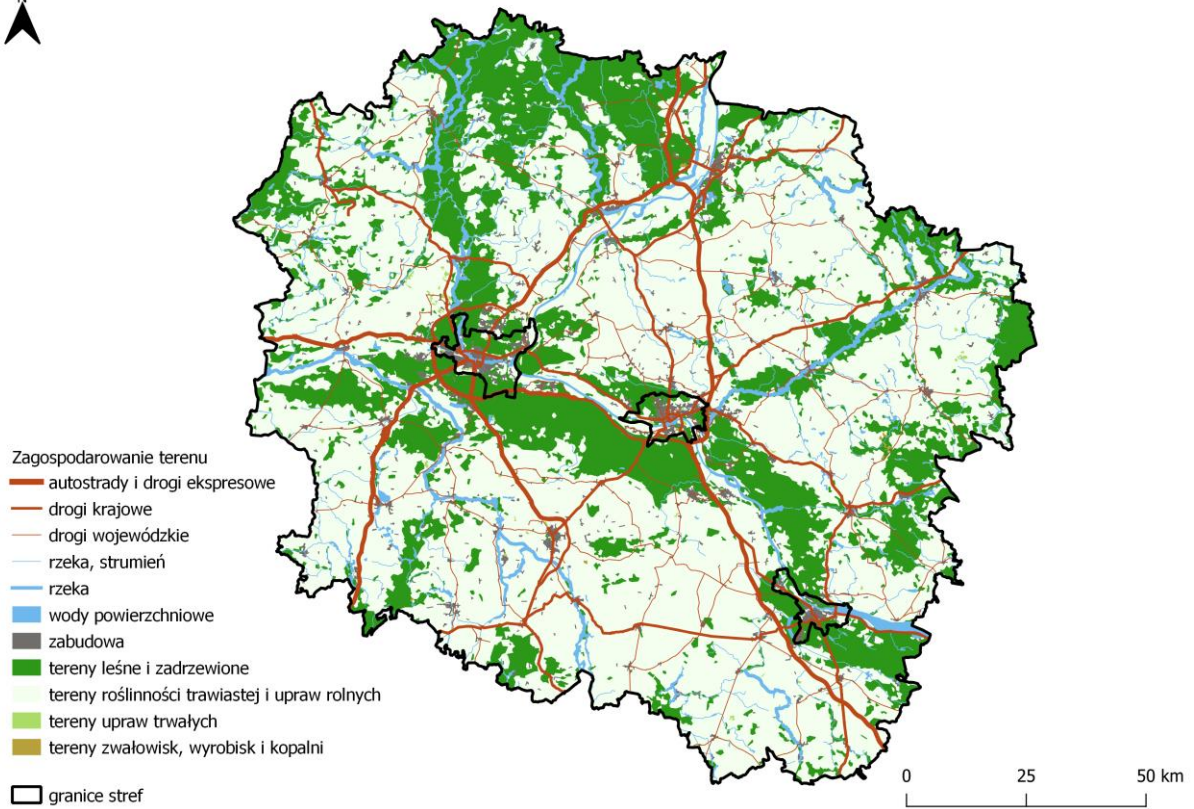 Zagospodarowanie terenu
autostrady i drogi ekspresowe
drogi krajowe
drogi wojewódzkie
rzeka, strumień
rzeka
wody powierzchniowe
zabudowa
tereny leśne i zadrzewione
tereny roślinności trawiastej i upraw rolnych
tereny upraw trwałych
tereny zwałowisk, wyrobisk i kopalni
granice stref
0 25 50 km